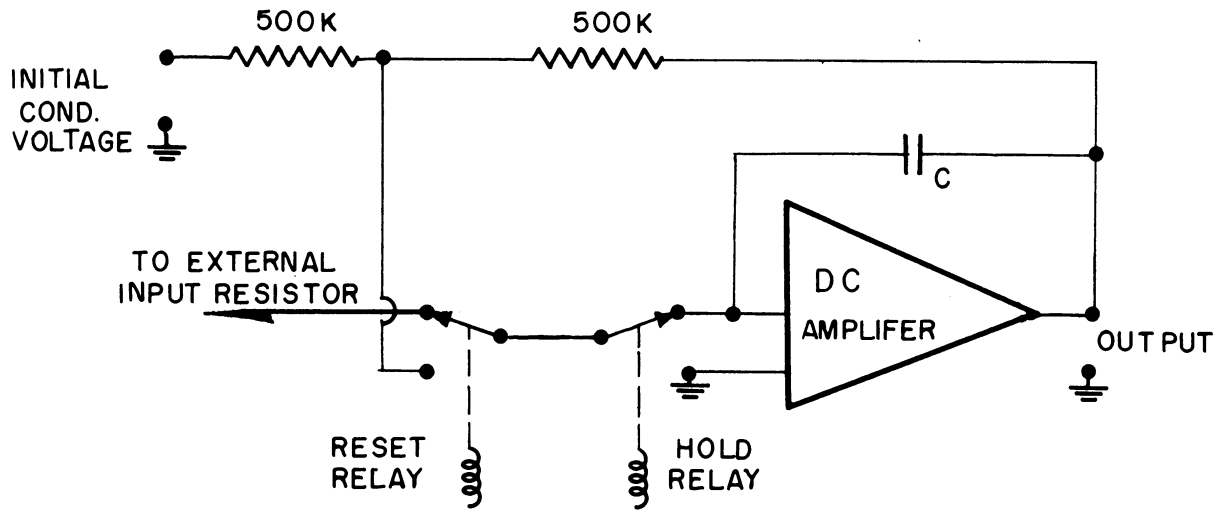 500K
500K
INITIAL
COND.
VOLTAGE
C
TO EXTERNAL
INPUT RESISTOR
DC
AMPLIFER
OUTPUT
RESET
RELAY
HOLD
RELAY